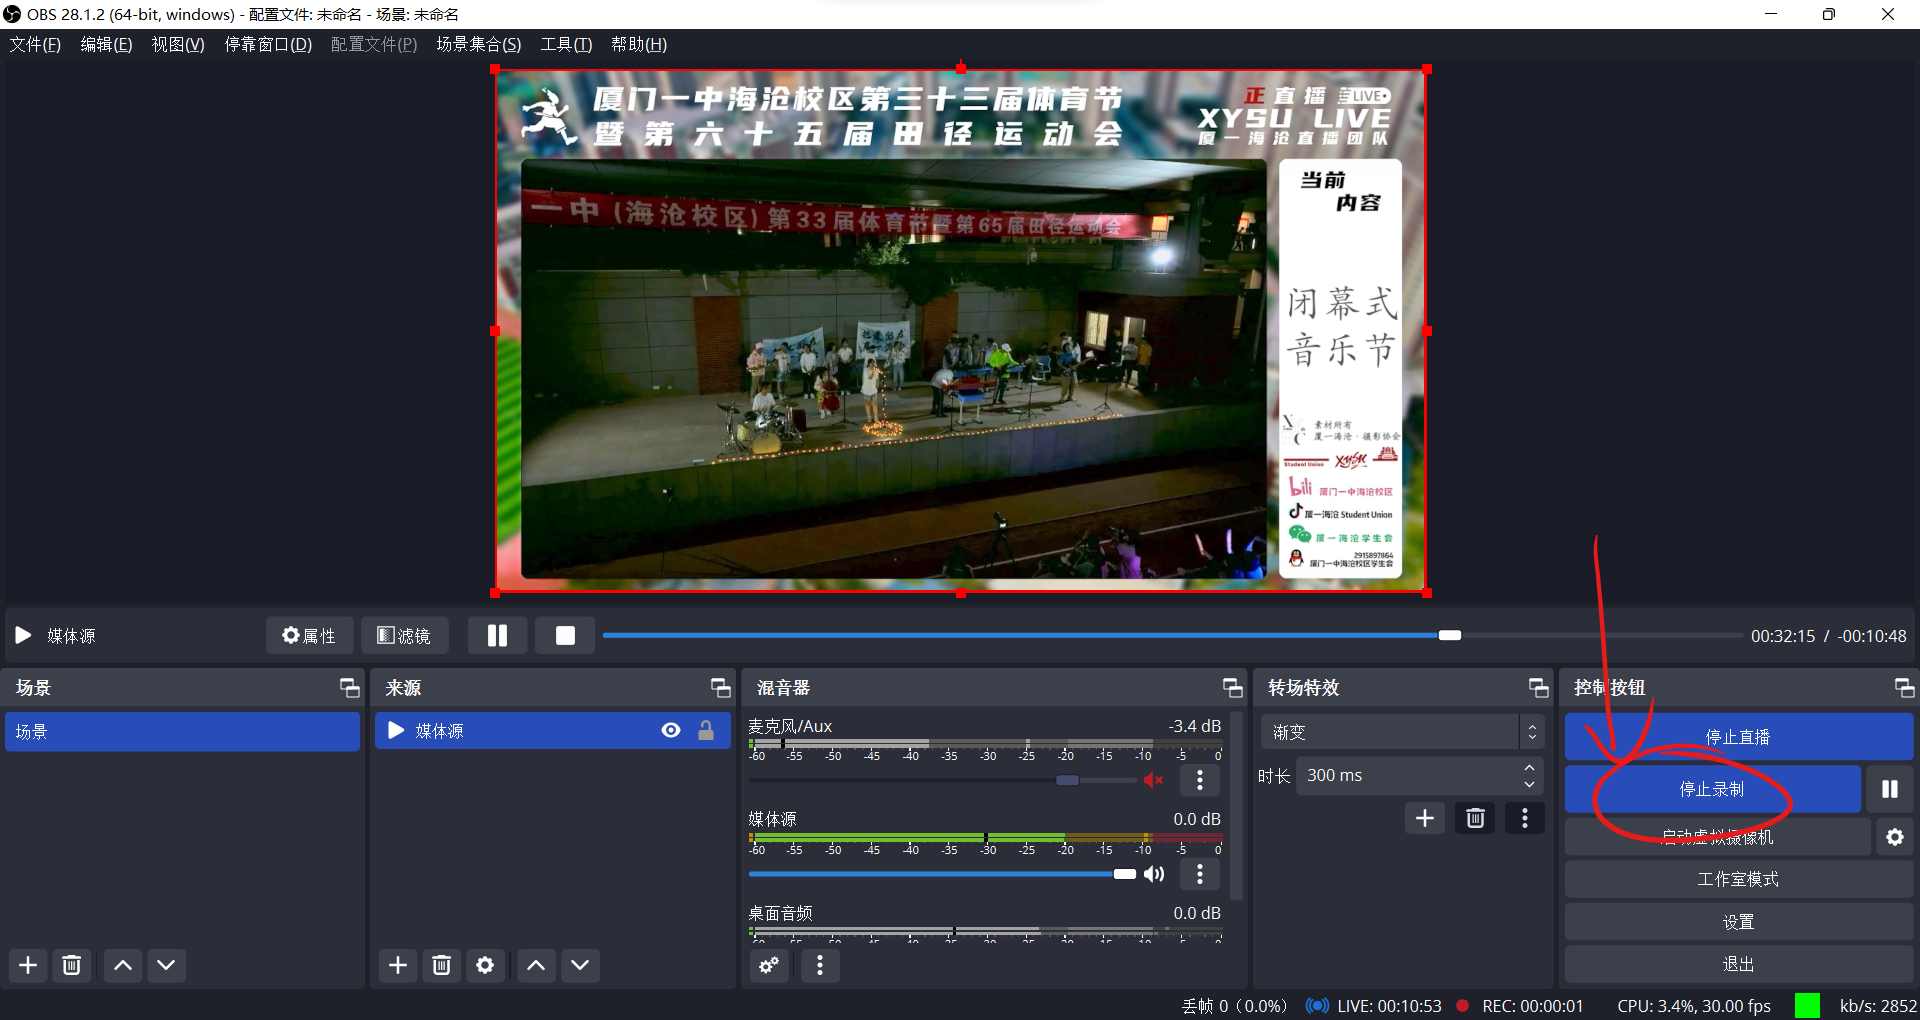 OBS 28.1.2 (64-bit, windows) - 配置文件: 未命名 - 场景: 未命名
文件(F) 编辑(E) 视图(V) 停靠窗口(D) 配置文件(P) 场景集合(S) 工具(T) 帮助(H)
厦门一中海沧校区第三十三届体育节
暨第六十五届田径运动会
正直播 LIVE
XYSU LIVE
厦一海沧直播团队
一中(海沧校区)第33届体育节暨第65届田径运动会
当前
内容
闭幕式
音乐节
素材所有
厦一海沧·摄影协会
Student Union XYSU
bili 厦门一中海沧校区
厦一海沧 Student Union
厦一海沧学生会
2915897864
厦门一中海沧校区学生会
媒体源 属性 滤镜 00:32:15 / -00:10:48
场景
场景
来源
媒体源
混音器
麦克风/Aux -3.4 dB
-60 -55 -50 -45 -40 -35 -30 -25 -20 -15 -10 -5 0
媒体源 0.0 dB
-60 -55 -50 -45 -40 -35 -30 -25 -20 -15 -10 -5 0
桌面音频 0.0 dB
-60 -55 -50 -45 -40 -35 -30 -25 -20 -15 -10 -5 0
转场特效
渐变
时长 300 ms
控制按钮
停止直播
停止录制
启动虚拟摄像机
工作室模式
设置
退出
丢帧 0 (0.0%) LIVE: 00:10:53 REC: 00:00:01 CPU: 3.4%, 30.00 fps kb/s: 2852